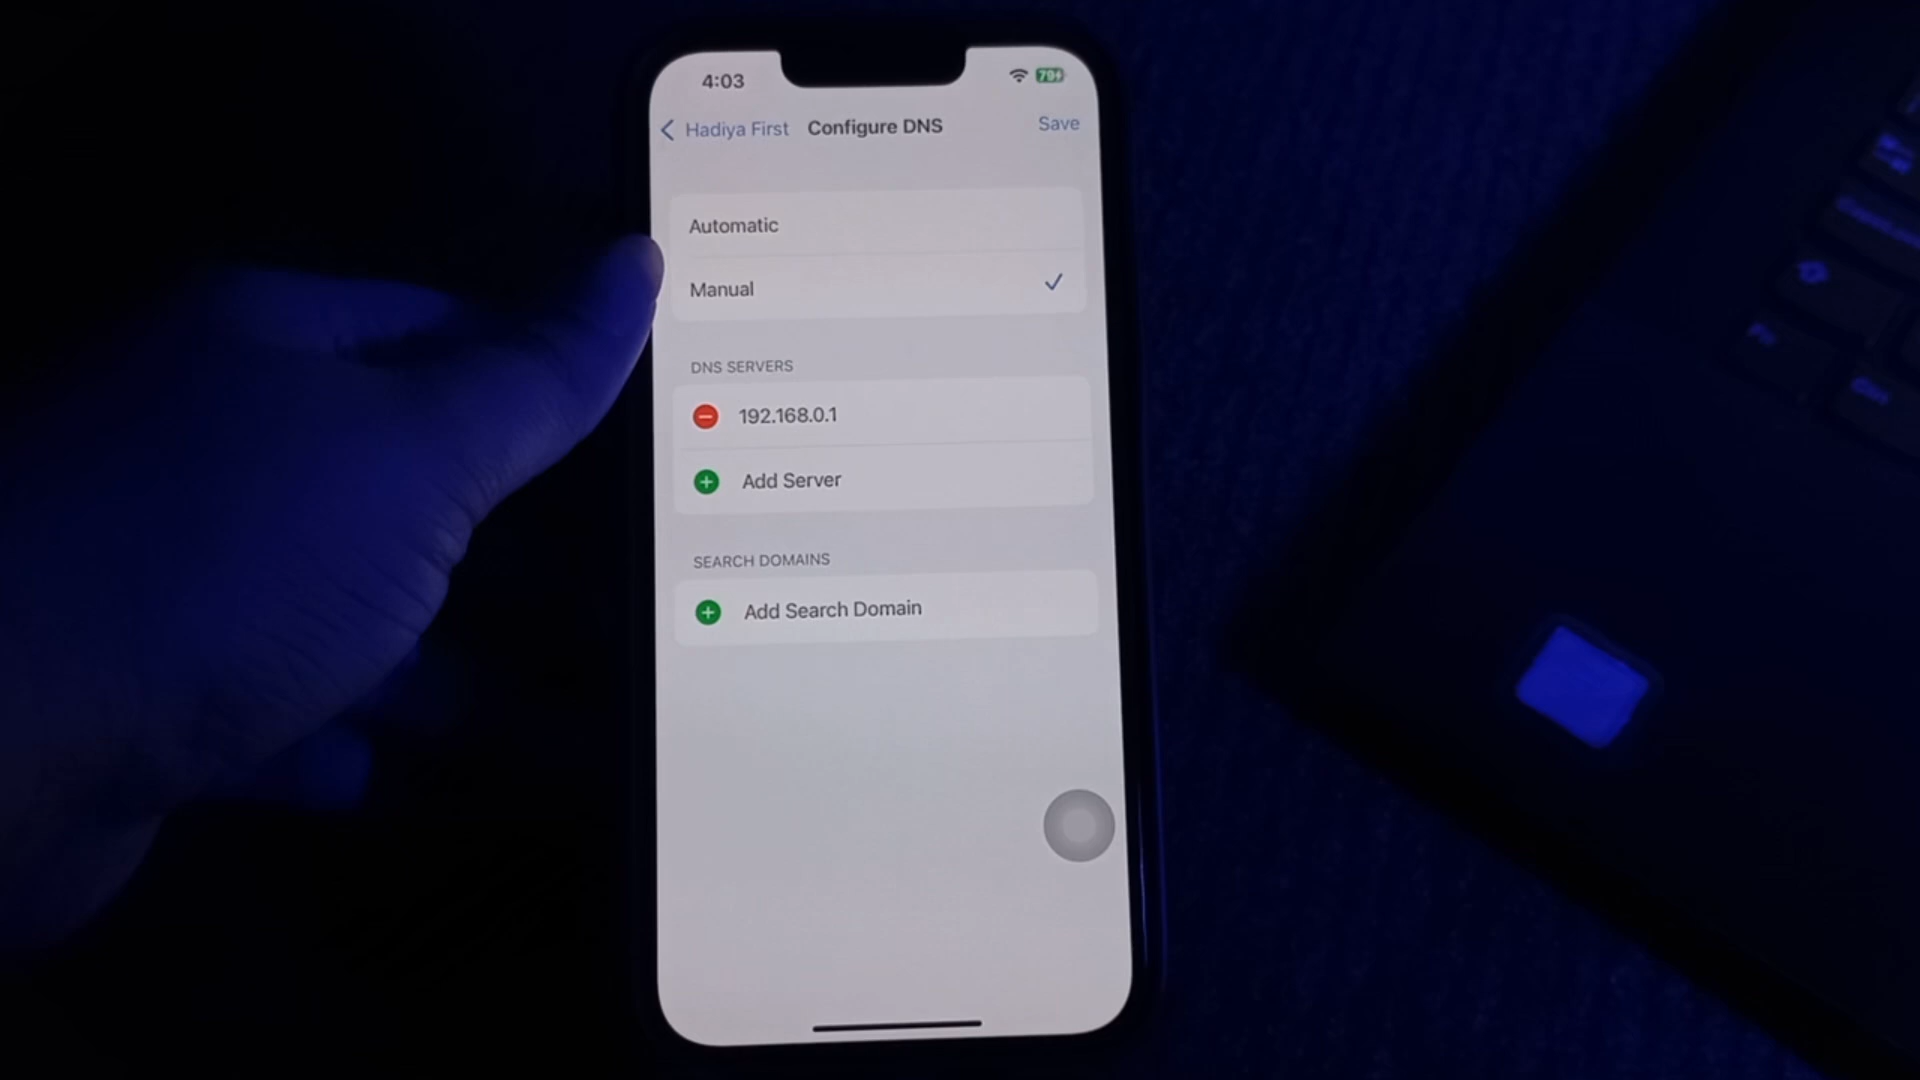 4:03
79
Hadiya First
Configure DNS
Save
Automatic
Manual
DNS SERVERS
192.168.0.1
Add Server
SEARCH DOMAINS
Add Search Domain